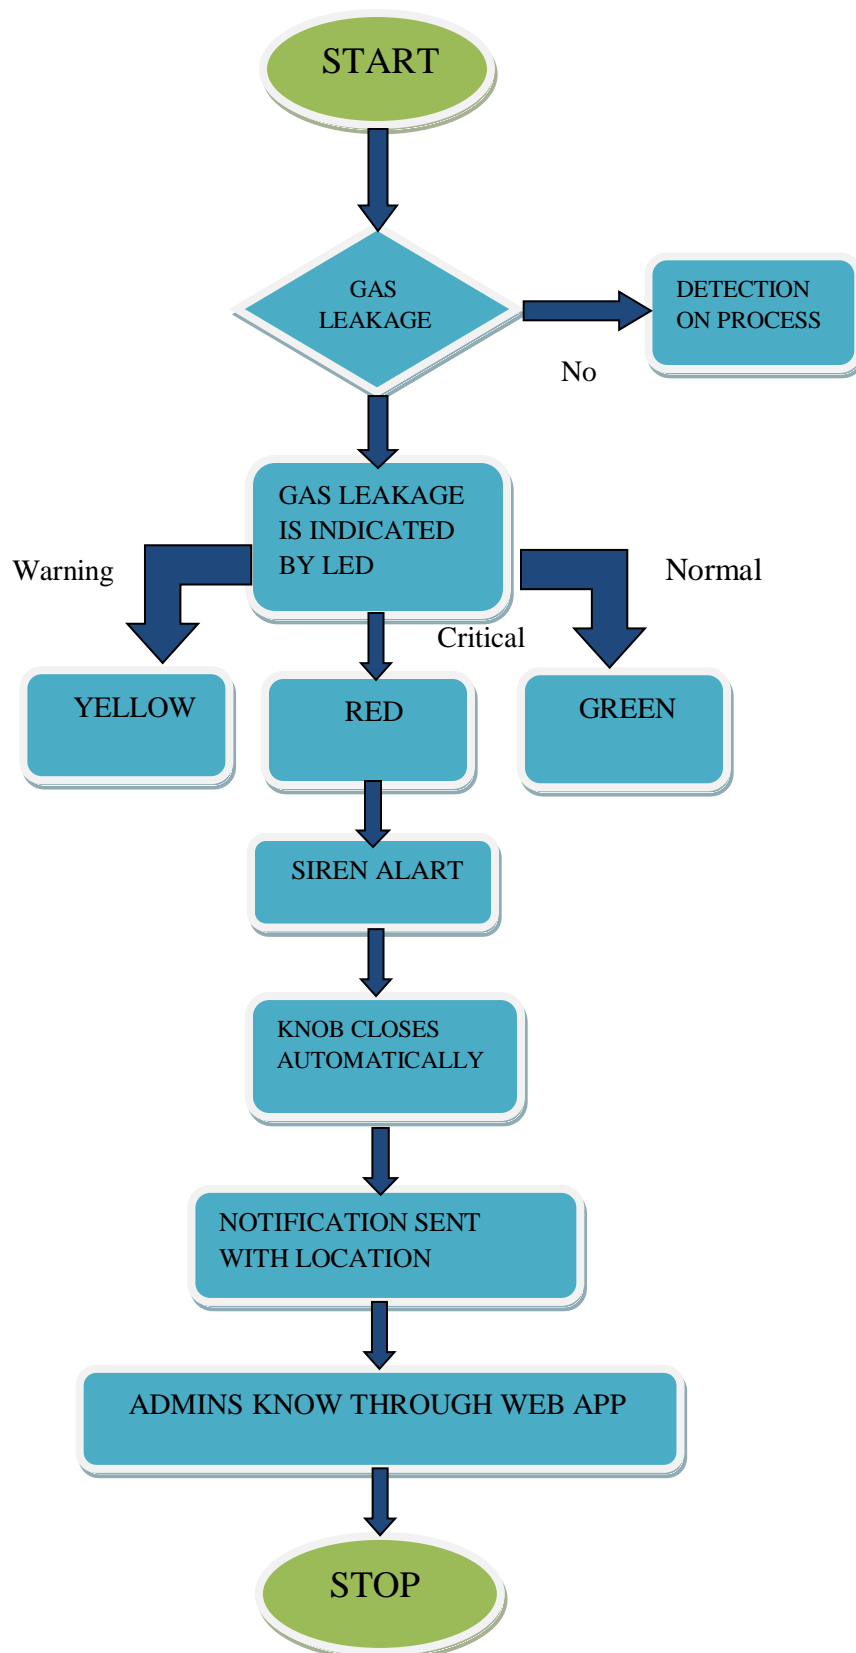 START
GAS
LEAKAGE
DETECTION
ON PROCESS
No
GAS LEAKAGE
IS INDICATED
BY LED
Warning
Normal
Critical
YELLOW
RED
GREEN
SIREN ALART
KNOB CLOSES
AUTOMATICALLY
NOTIFICATION SENT
WITH LOCATION
ADMINS KNOW THROUGH WEB APP
STOP